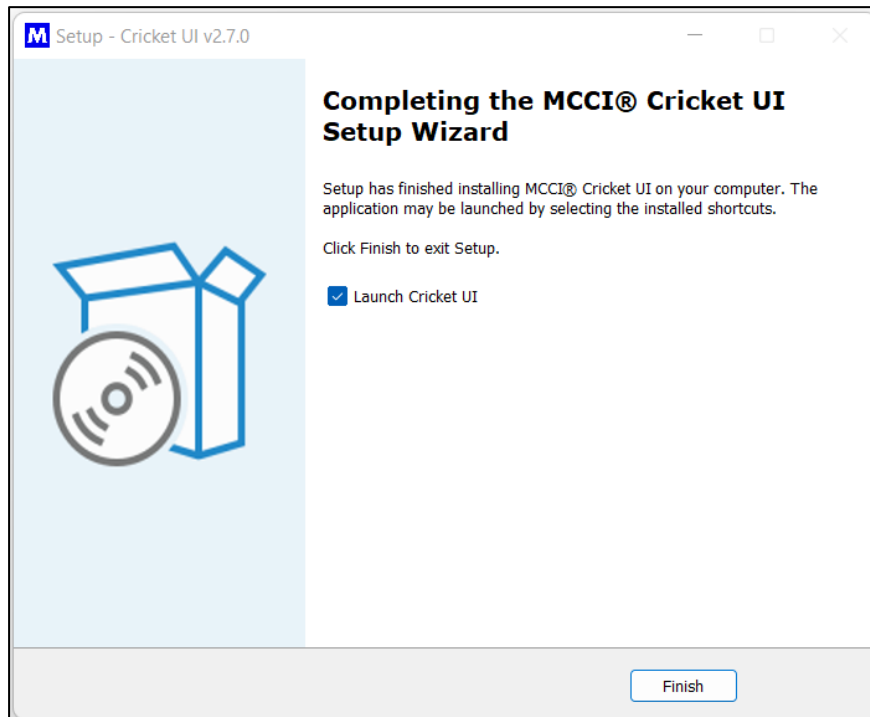 M Setup - Cricket UI v2.7.0
Completing the MCCI® Cricket UI
Setup Wizard
Setup has finished installing MCCI® Cricket UI on your computer. The
application may be launched by selecting the installed shortcuts.
Click Finish to exit Setup.
Launch Cricket UI
Finish